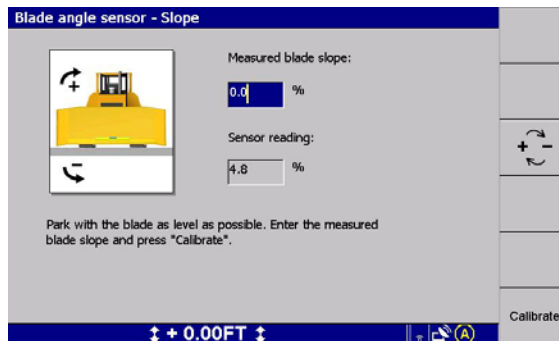 Blade angle sensor - Slope
Measured blade slope:
0.0 %
Sensor reading:
4.8 %
+ -
Park with the blade as level as possible. Enter the measured
blade slope and press "Calibrate".
Calibrate
+ 0.00FT
A